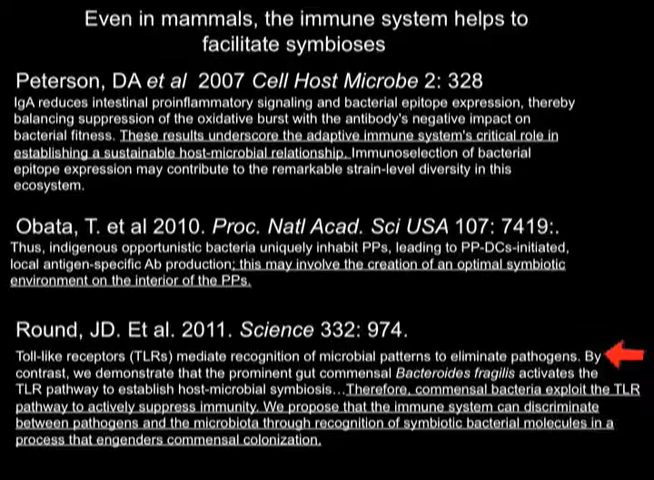 Even in mammals, the immune system helps to
facilitate symbioses
Peterson, DA et al 2007 Cell Host Microbe 2: 328
IgA reduces intestinal proinflammatory signaling and bacterial epitope expression, thereby
balancing suppression of the oxidative burst with the antibody's negative impact on
bacterial fitness. These results underscore the adaptive immune system's critical role in
establishing a sustainable host-microbial relationship. Immunoselection of bacterial
epitope expression may contribute to the remarkable strain-level diversity in this
ecosystem.
Obata, T. et al 2010. Proc. Natl Acad. Sci USA 107: 7419:.
Thus, indigenous opportunistic bacteria uniquely inhabit PPs, leading to PP-DCs-initiated,
local antigen-specific Ab production; this may involve the creation of an optimal symbiotic
environment on the interior of the PPs.
Round, JD. Et al. 2011. Science 332: 974.
Toll-like receptors (TLRs) mediate recognition of microbial patterns to eliminate pathogens. By
contrast, we demonstrate that the prominent gut commensal Bacteroides fragilis activates the
TLR pathway to establish host-microbial symbiosis...Therefore, commensal bacteria exploit the TLR
pathway to actively suppress immunity. We propose that the immune system can discriminate
between pathogens and the microbiota through recognition of symbiotic bacterial molecules in a
process that engenders commensal colonization.